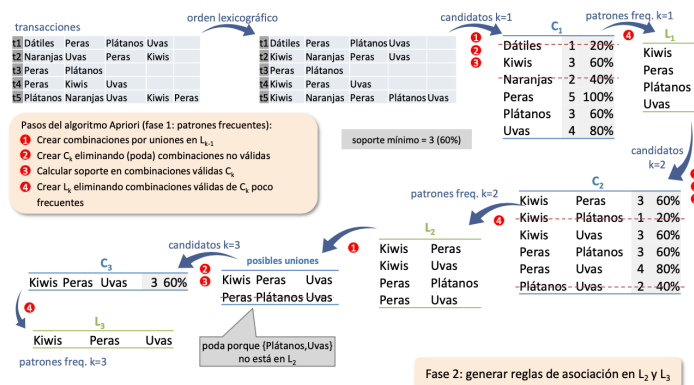 transacciones
orden lexicográfico
candidatos k=1
patrones freq. k=1
t1 Dátiles Peras Plátanos Uvas
t2 Naranjas Uvas Peras Kiwis
t3 Peras Plátanos
t4 Peras Kiwis Uvas
t5 Plátanos Naranjas Uvas Kiwis Peras
t1 Dátiles Peras Plátanos Uvas
t2 Kiwis Naranjas Peras Uvas
t3 Peras Plátanos
t4 Kiwis Peras Uvas
t5 Kiwis Naranjas Peras Plátanos Uvas
1
2
3
C1
Dátiles 1 20%
Kiwis 3 60%
Naranjas 2 40%
Peras 5 100%
Plátanos 3 60%
Uvas 4 80%
4
L1
Kiwis
Peras
Plátanos
Uvas
Pasos del algoritmo Apriori (fase 1: patrones frecuentes):
1 Crear combinaciones por uniones en Lk-1
2 Crear Ck eliminando (poda) combinaciones no válidas
3 Calcular soporte en combinaciones válidas Ck
4 Crear Lk eliminando combinaciones válidas de Ck poco
frecuentes
soporte mínimo = 3 (60%)
candidatos
k=2
C2
Kiwis Peras 3 60%
Kiwis Plátanos 1 20%
Kiwis Uvas 3 60%
Peras Plátanos 3 60%
Peras Uvas 4 80%
Plátanos Uvas 2 40%
patrones freq. k=2
4
L2
Kiwis Peras
Kiwis Uvas
Peras Plátanos
Peras Uvas
1
posibles uniones
Kiwis Peras Uvas
Peras Plátanos Uvas
poda porque {Plátanos,Uvas}
no está en L2
candidatos k=3
2
3
C3
Kiwis Peras Uvas 3 60%
4
L3
Kiwis Peras Uvas
patrones freq. k=3
Fase 2: generar reglas de asociación en L2 y L3